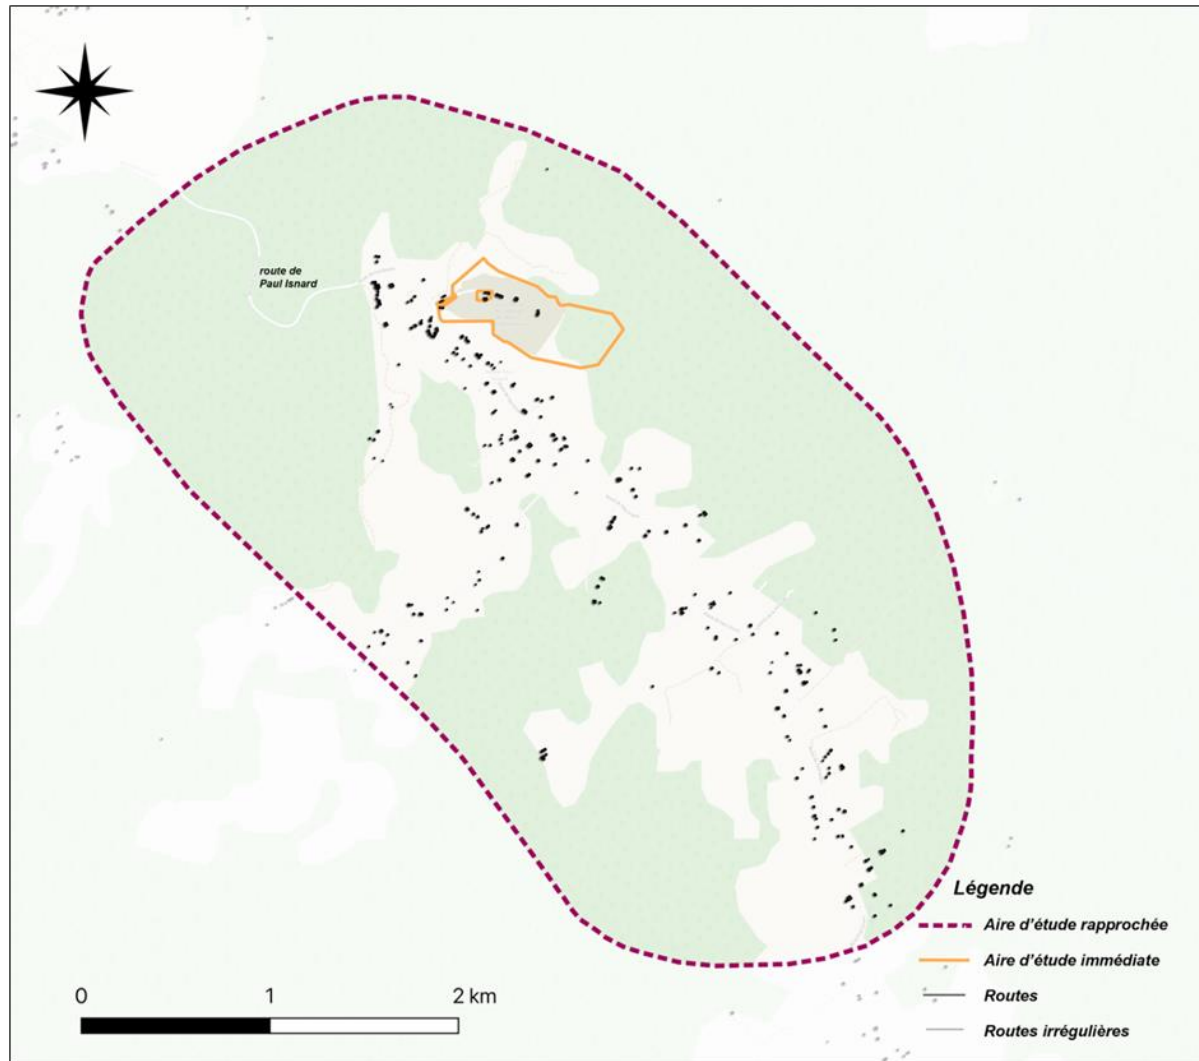 route de
Paul Isnard
Légende
Aire d'étude rapprochée
Aire d'étude immédiate
Routes
Routes irrégulières
0 1 2 km